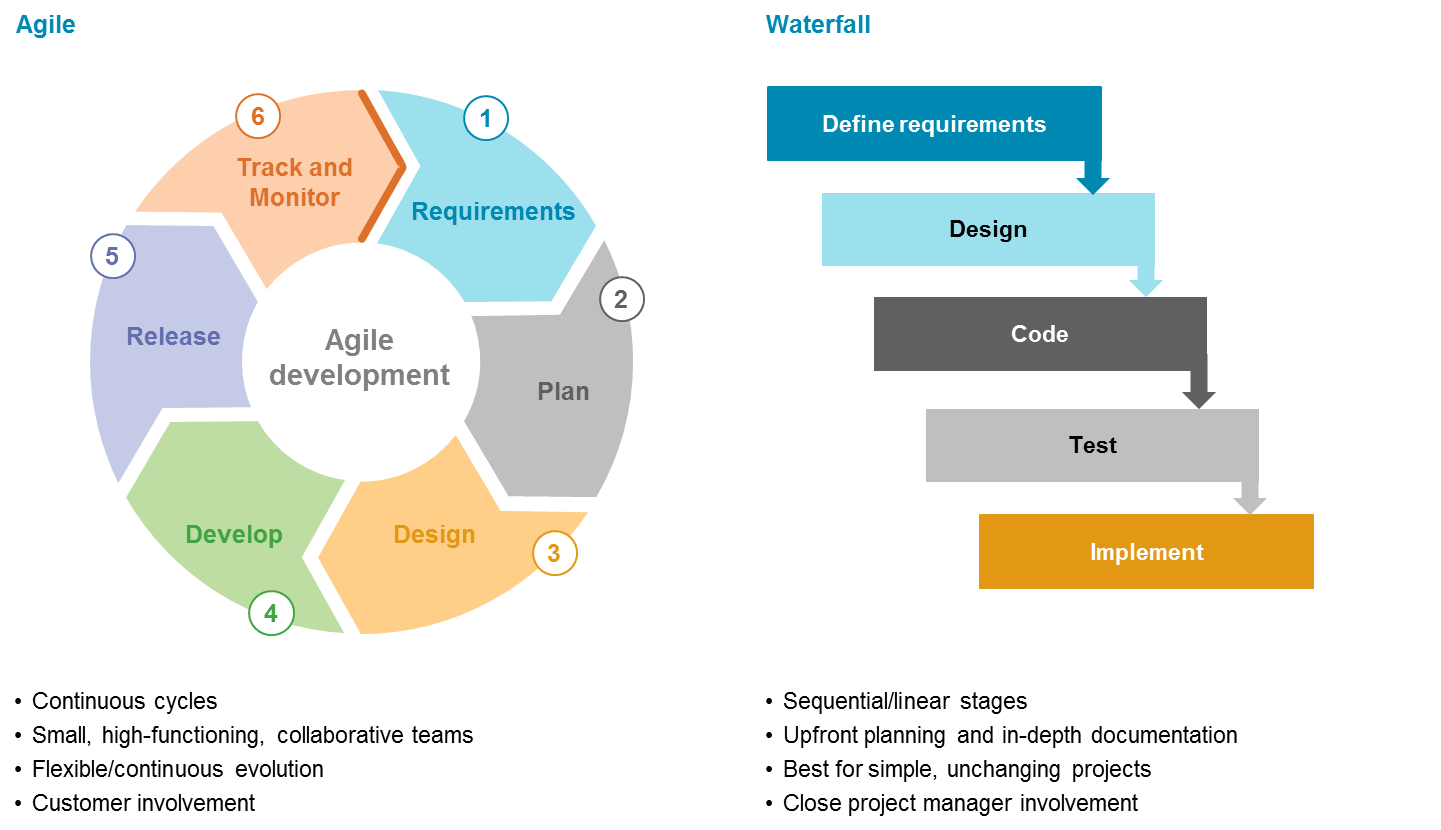 Agile
6
1
Track and
Monitor
Requirements
5
2
Release
Agile
development
Plan
Develop
Design
3
4
• Continuous cycles
• Small, high-functioning, collaborative teams
• Flexible/continuous evolution
• Customer involvement
Waterfall
Define requirements
Design
Code
Test
Implement
• Sequential/linear stages
• Upfront planning and in-depth documentation
• Best for simple, unchanging projects
• Close project manager involvement